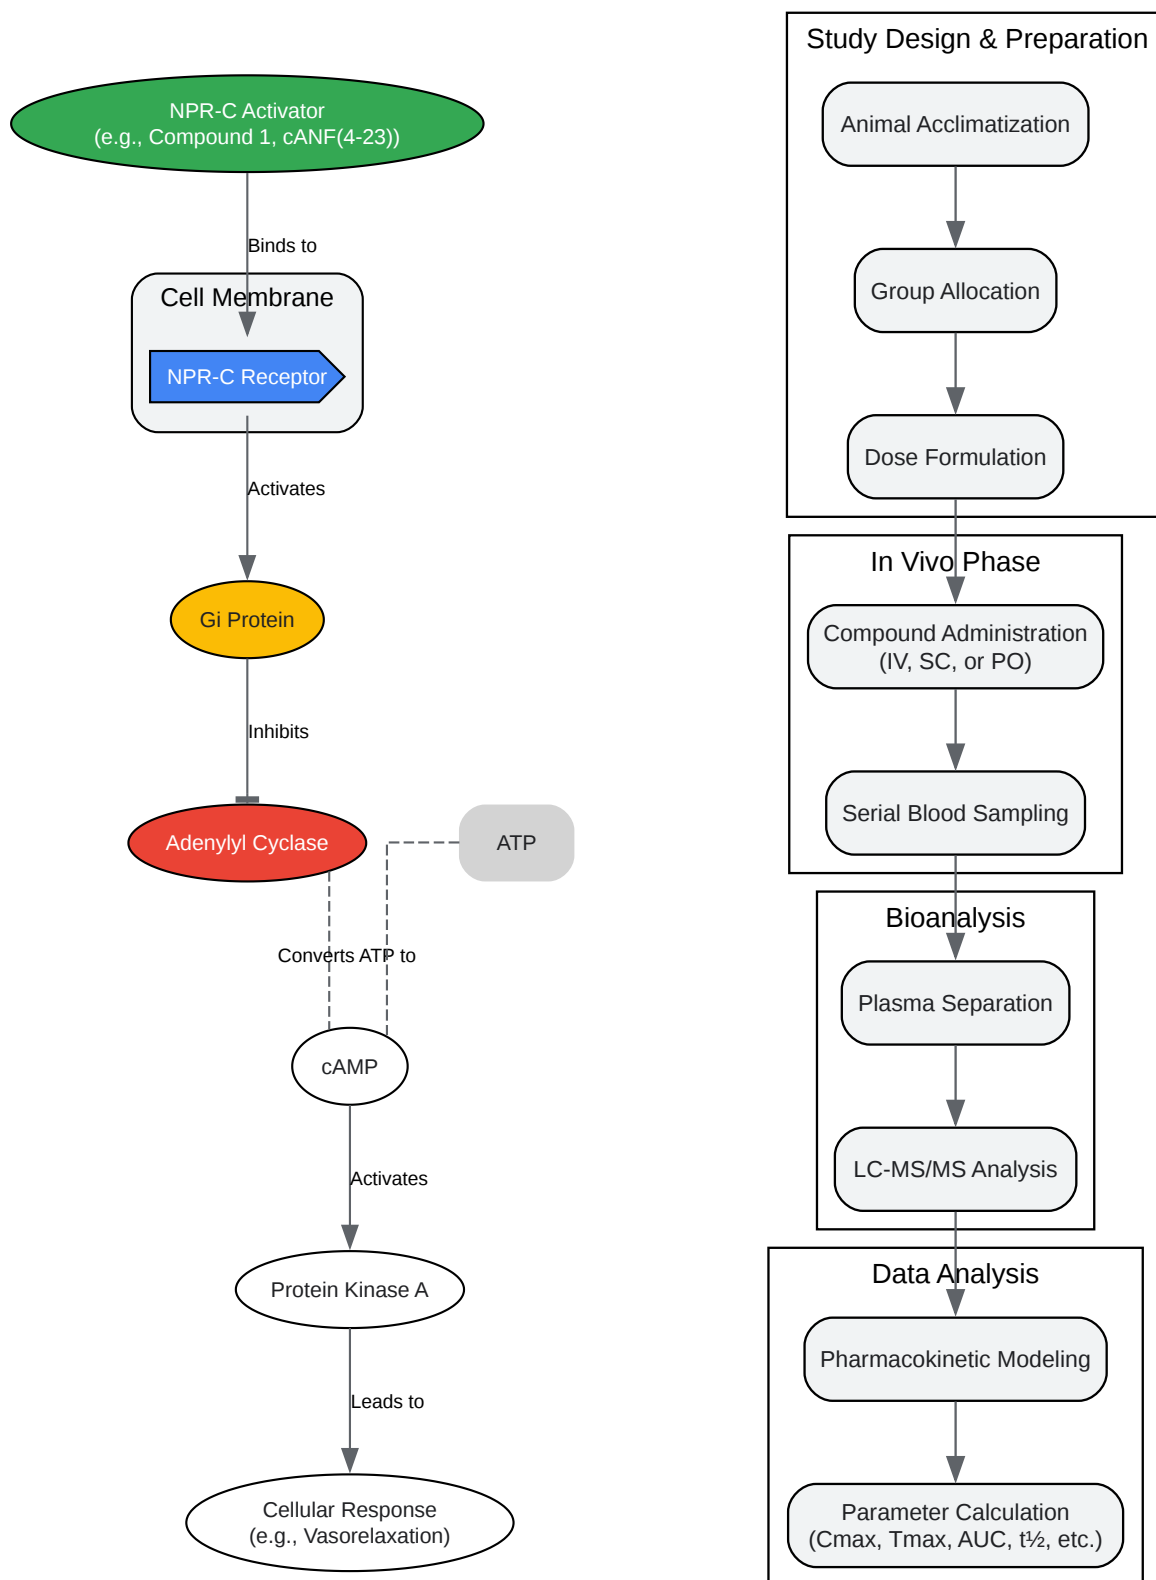 NPR-C Activator
(e.g., Compound 1, cANF(4-23))
Binds to
Cell Membrane
NPR-C Receptor
Activates
Gi Protein
Inhibits
Adenylyl Cyclase
ATP
Converts ATP to
cAMP
Activates
Protein Kinase A
Leads to
Cellular Response
(e.g., Vasorelaxation)
Study Design & Preparation
Animal Acclimatization
Group Allocation
Dose Formulation
In Vivo Phase
Compound Administration
(IV, SC, or PO)
Serial Blood Sampling
Bioanalysis
Plasma Separation
LC-MS/MS Analysis
Data Analysis
Pharmacokinetic Modeling
Parameter Calculation
(Cmax, Tmax, AUC, t½, etc.)